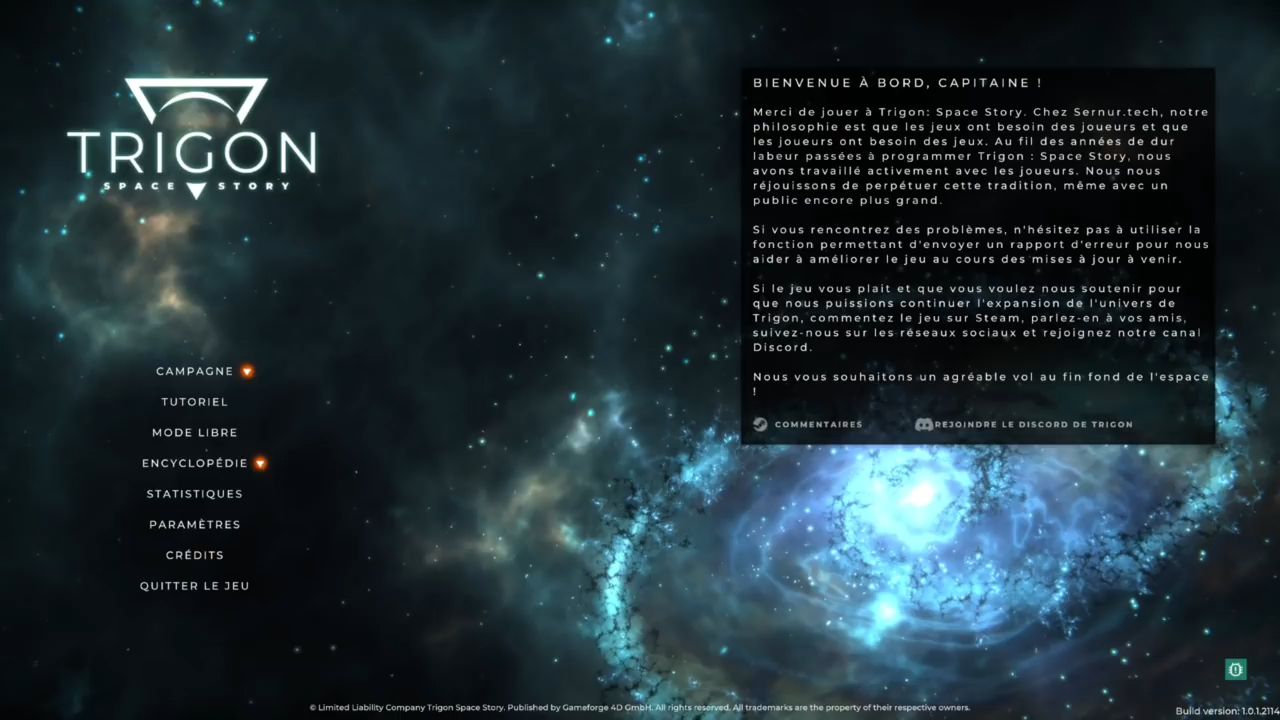 TRIGON
SPACE STORY
CAMPAGNE
TUTORIEL
MODE LIBRE
ENCYCLOPÉDIE
STATISTIQUES
PARAMÈTRES
CRÉDITS
QUITTER LE JEU
BIENVENUE À BORD, CAPITAINE !
Merci de jouer à Trigon: Space Story. Chez Sernur.tech, notre
philosophie est que les jeux ont besoin des joueurs et que
les joueurs ont besoin des jeux. Au fil des années de dur
labeur passées à programmer Trigon : Space Story, nous
avons travaillé activement avec les joueurs. Nous nous
réjouissons de perpétuer cette tradition, même avec un
public encore plus grand.
Si vous rencontrez des problèmes, n'hésitez pas à utiliser la
fonction permettant d'envoyer un rapport d'erreur pour nous
aider à améliorer le jeu au cours des mises à jour à venir.
Si le jeu vous plait et que vous voulez nous soutenir pour
que nous puissions continuer l'expansion de l'univers de
Trigon, commentez le jeu sur Steam, parlez-en à vos amis,
suivez-nous sur les réseaux sociaux et rejoignez notre canal
Discord.
Nous vous souhaitons un agréable vol au fin fond de l'espace
!
COMMENTAIRES
REJOINDRE LE DISCORD DE TRIGON
© Limited Liability Company Trigon Space Story. Published by Gameforge 4D GmbH. All rights reserved. All trademarks are the property of their respective owners.
Build version: 1.0.1.2114